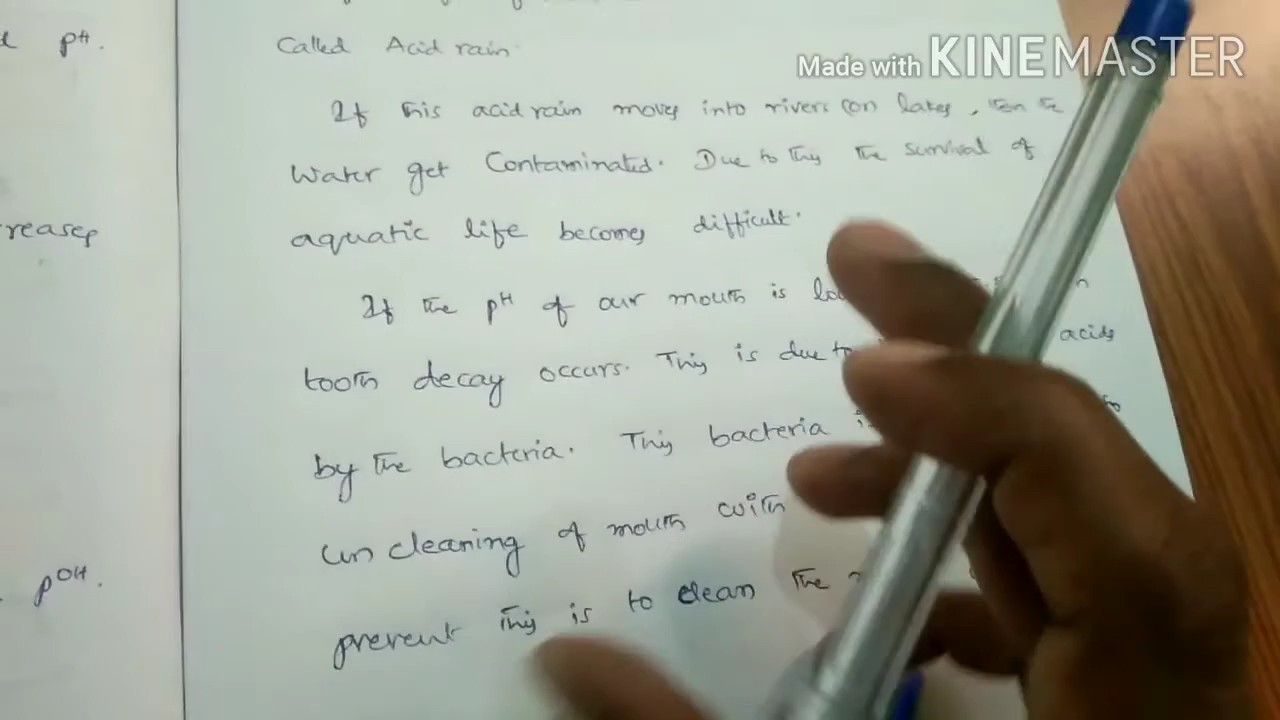 pH.
called Acid rain.
Made with KINEMASTER
If this acid rain moves into rivers (or) lakes, then the
water get contaminated. Due to this the survival of
reases
aquatic life becomes difficult.
If the pH of our mouth is
tooth decay occurs. This is due to acids
by the bacteria. This bacteria
un cleaning of mouth with
pOH.
prevent this is to clean the